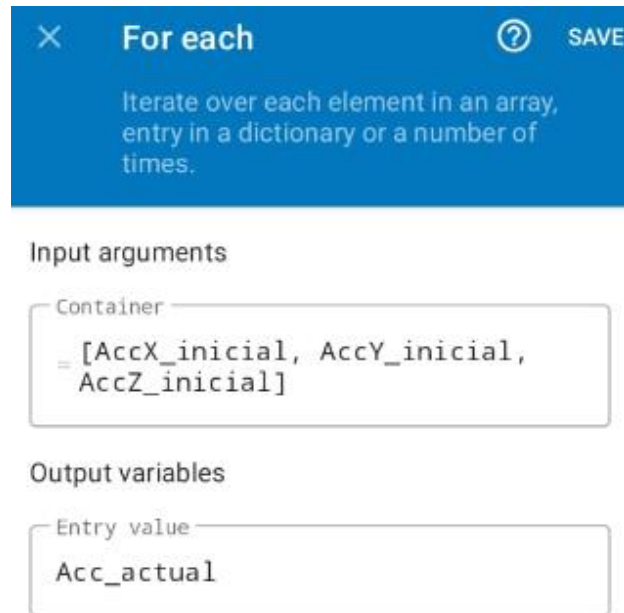 × For each ? SAVE
Iterate over each element in an array,
entry in a dictionary or a number of
times.
Input arguments
Container
= [AccX_inicial, AccY_inicial,
AccZ_inicial]
Output variables
Entry value
Acc_actual